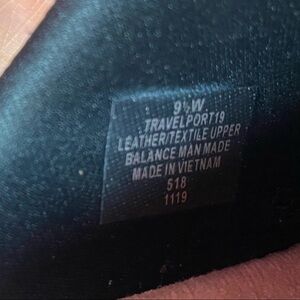 9½W
TRAVELPORT19
LEATHER/TEXTILE UPPER
BALANCE MAN MADE
MADE IN VIETNAM
518
1119